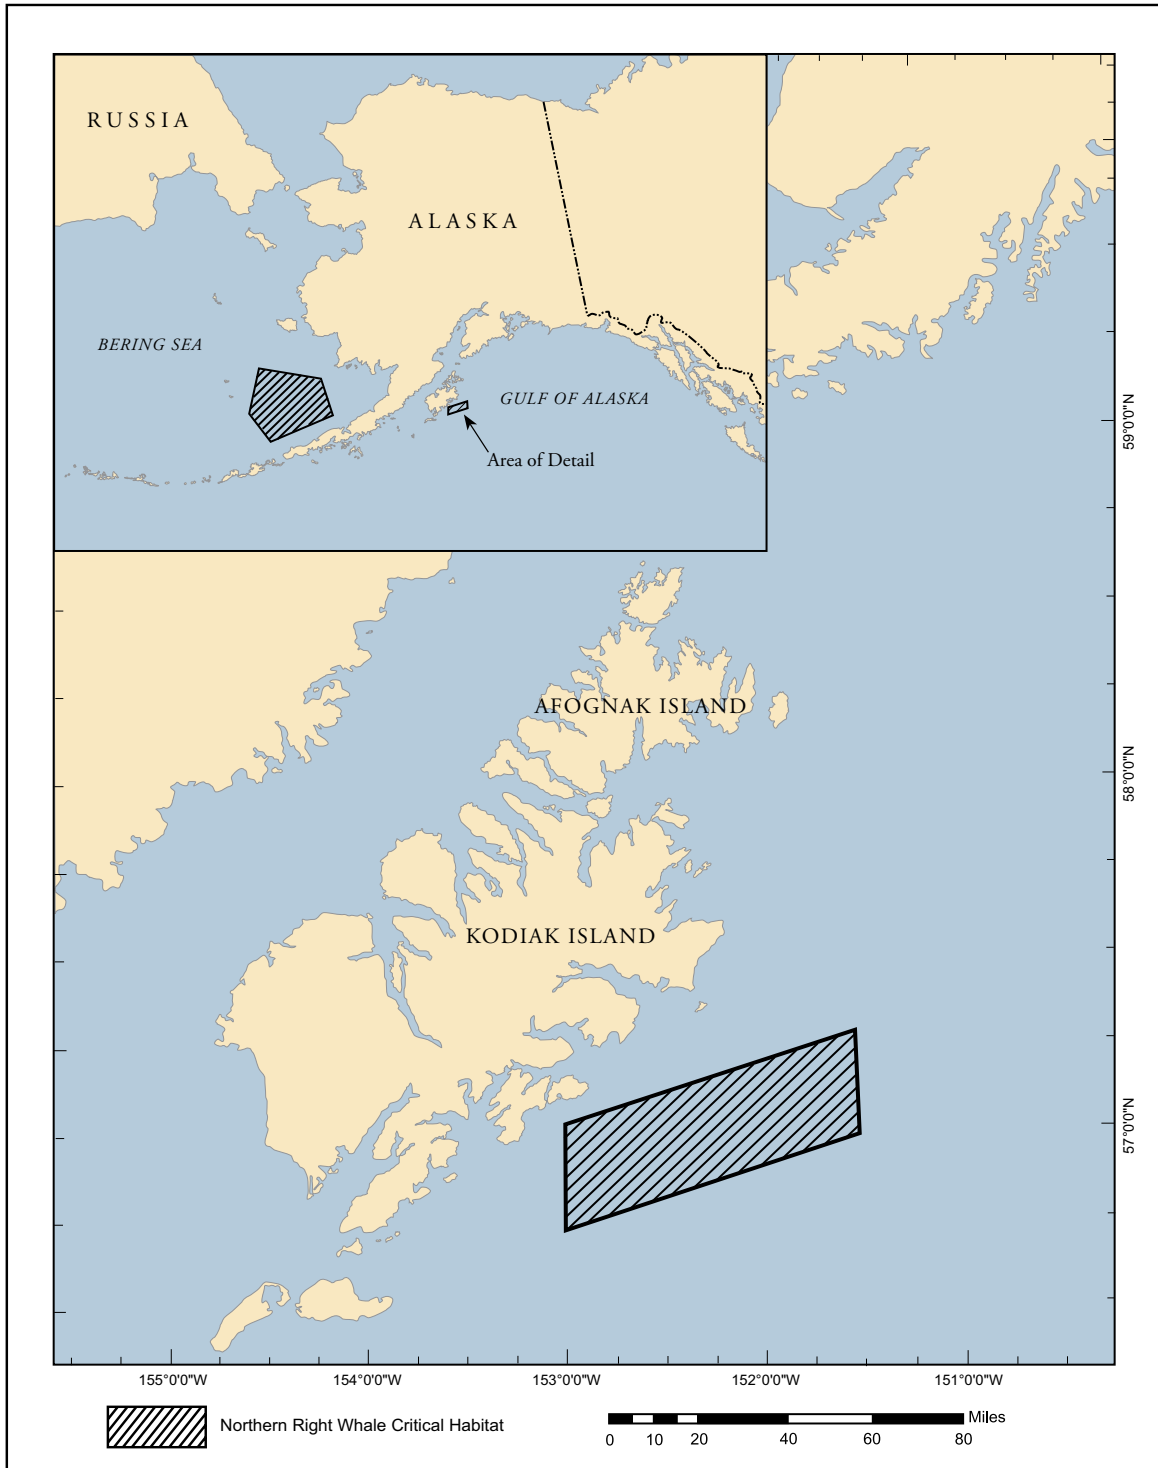 RUSSIA
ALASKA
BERING SEA
GULF OF ALASKA
Area of Detail
59°0'0"N
AFOGNAK ISLAND
58°0'0"N
KODIAK ISLAND
57°0'0"N
155°0'0"W 154°0'0"W 153°0'0"W 152°0'0"W 151°0'0"W
Northern Right Whale Critical Habitat
Miles
0 10 20 40 60 80